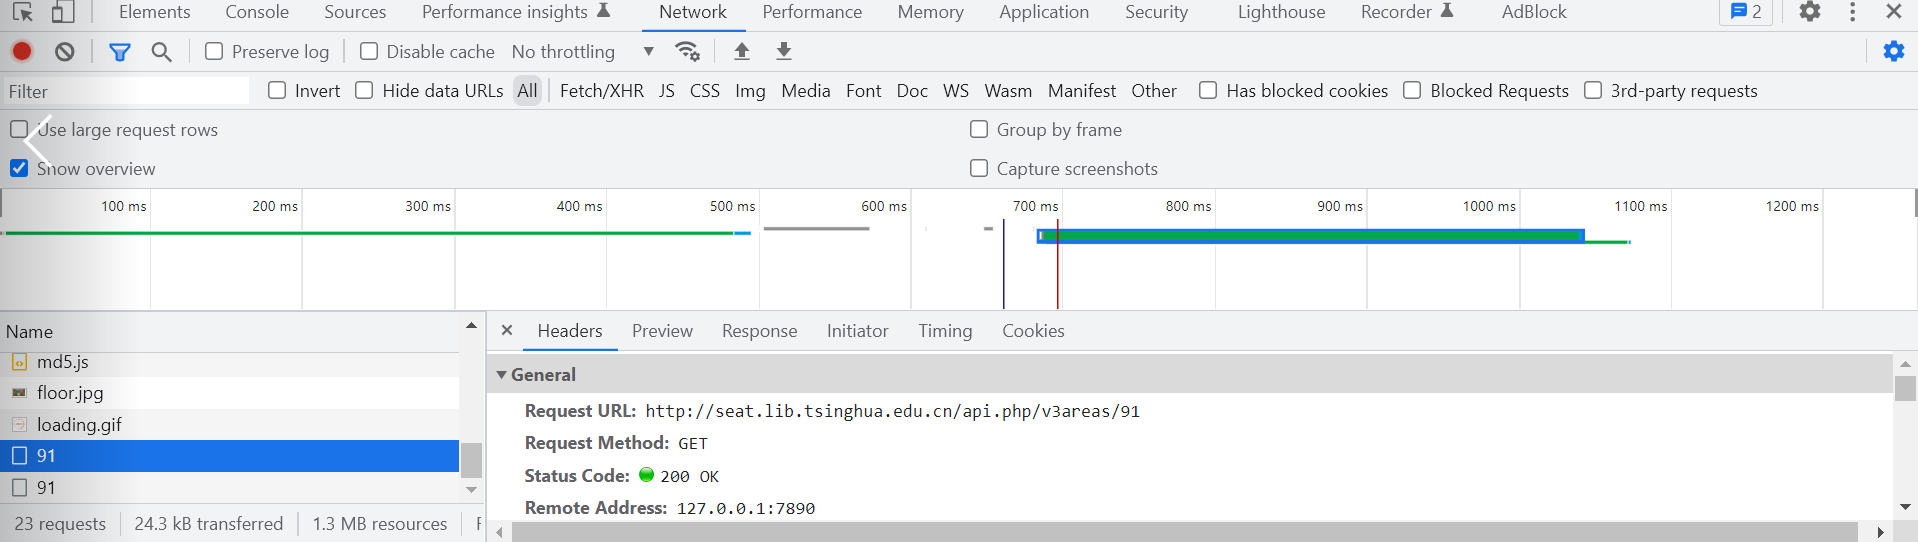 Elements Console Sources Performance insights Network Performance Memory Application Security Lighthouse Recorder AdBlock 2
Preserve log Disable cache No throttling
Filter Invert Hide data URLs All Fetch/XHR JS CSS Img Media Font Doc WS Wasm Manifest Other Has blocked cookies Blocked Requests 3rd-party requests
Use large request rows Group by frame
Show overview Capture screenshots
100 ms 200 ms 300 ms 400 ms 500 ms 600 ms 700 ms 800 ms 900 ms 1000 ms 1100 ms 1200 ms
Name Headers Preview Response Initiator Timing Cookies
md5.js
General
floor.jpg
Request URL: http://seat.lib.tsinghua.edu.cn/api.php/v3areas/91
loading.gif
Request Method: GET
91
Status Code: 200 OK
91
Remote Address: 127.0.0.1:7890
23 requests 24.3 kB transferred 1.3 MB resources